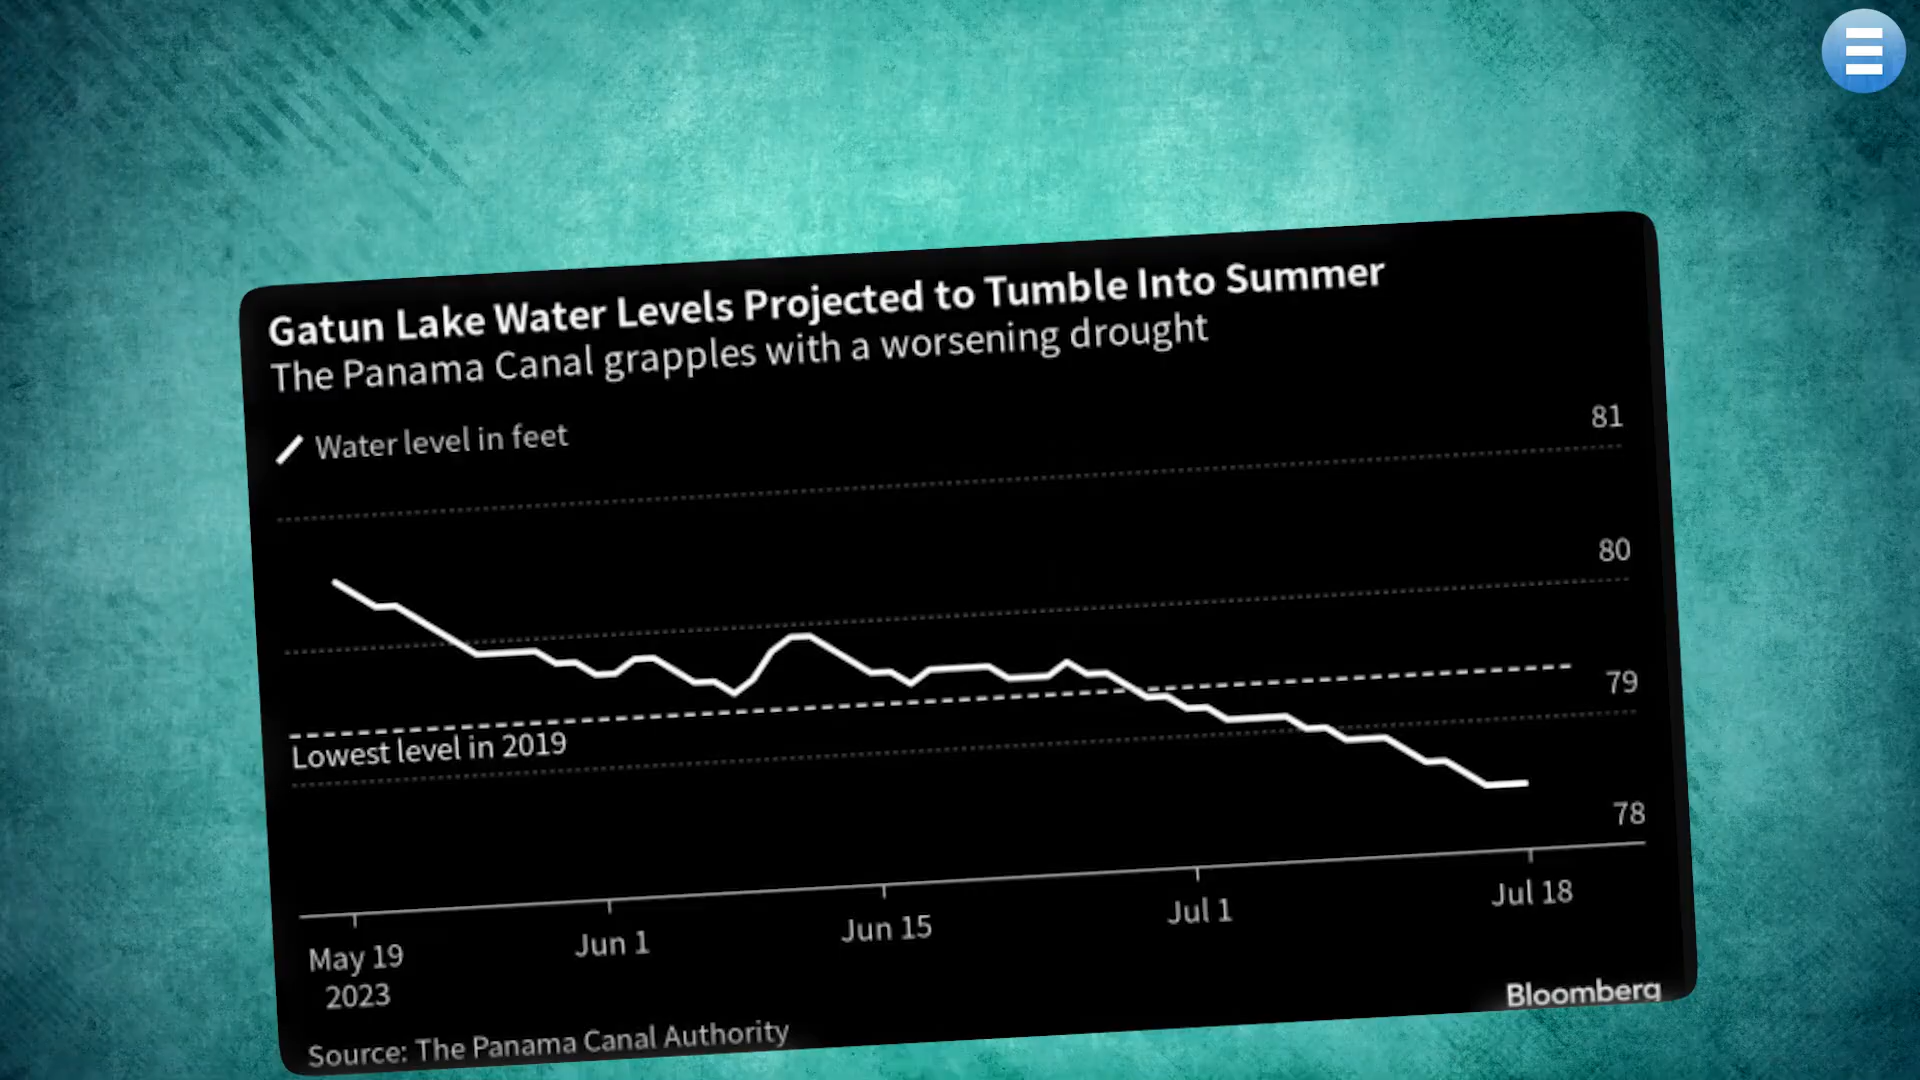 Gatun Lake Water Levels Projected to Tumble Into Summer
The Panama Canal grapples with a worsening drought
Water level in feet
81
80
79
Lowest level in 2019
78
May 19
2023
Jun 1
Jun 15
Jul 1
Jul 18
Source: The Panama Canal Authority
Bloomberg